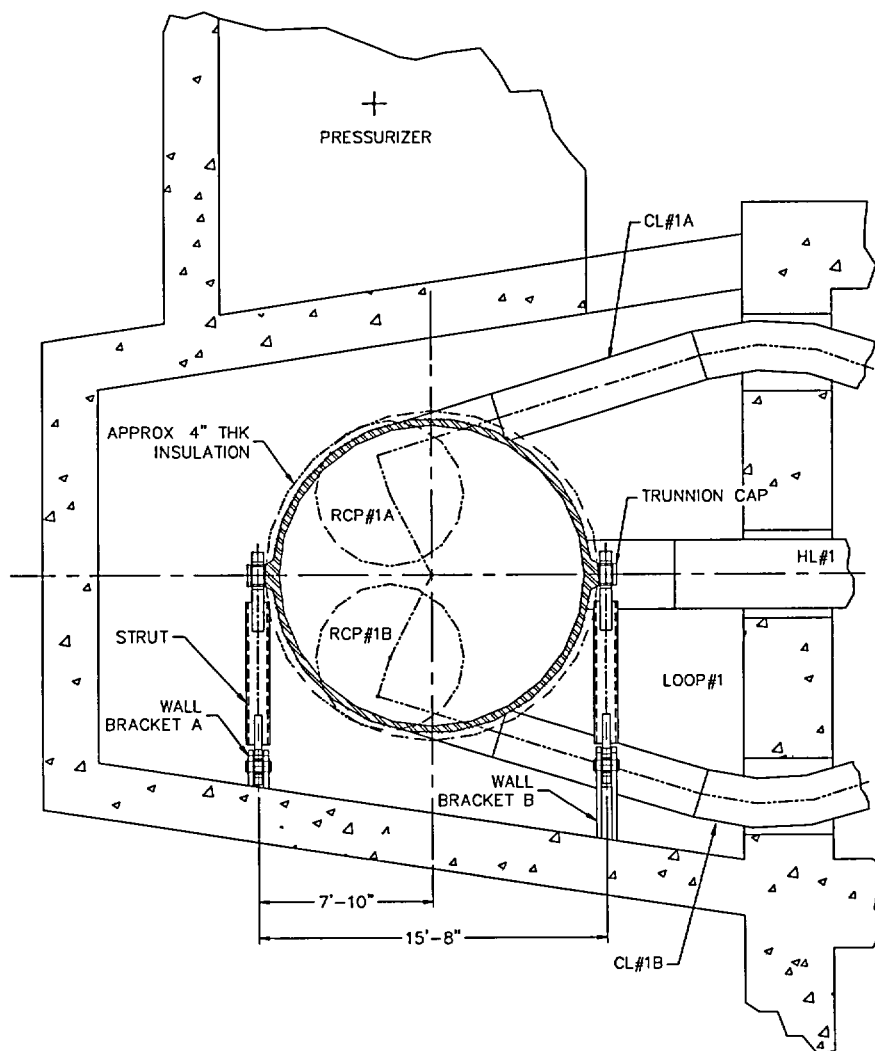 PRESSURIZER
CL#1A
APPROX 4" THK
INSULATION
RCP#1A
TRUNNION CAP
HL#1
STRUT
RCP#1B
LOOP#1
WALL
BRACKET A
WALL
BRACKET B
7'-10"
15'-8"
CL#1B